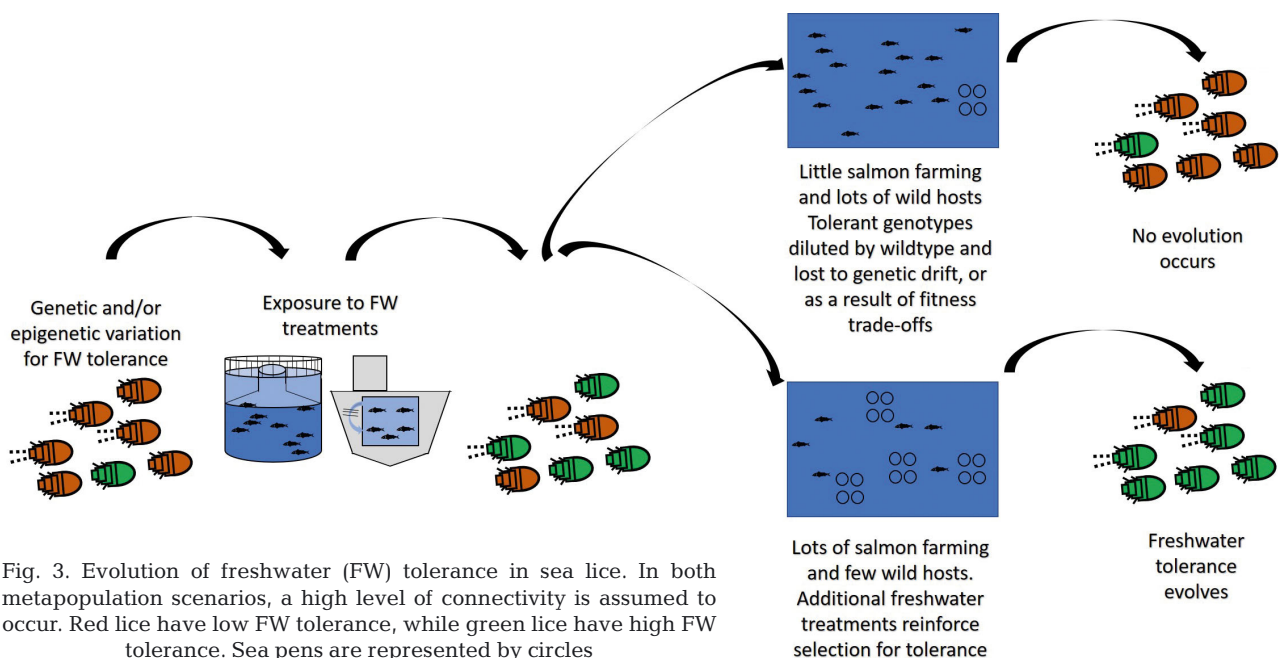 Genetic and/or
epigenetic variation
for FW tolerance
Exposure to FW
treatments
Little salmon farming
and lots of wild hosts
Tolerant genotypes
diluted by wildtype and
lost to genetic drift, or
as a result of fitness
trade-offs
No evolution
occurs
Lots of salmon farming
and few wild hosts.
Additional freshwater
treatments reinforce
selection for tolerance
Freshwater
tolerance
evolves
Fig. 3. Evolution of freshwater (FW) tolerance in sea lice. In both
metapopulation scenarios, a high level of connectivity is assumed to
occur. Red lice have low FW tolerance, while green lice have high FW
tolerance. Sea pens are represented by circles